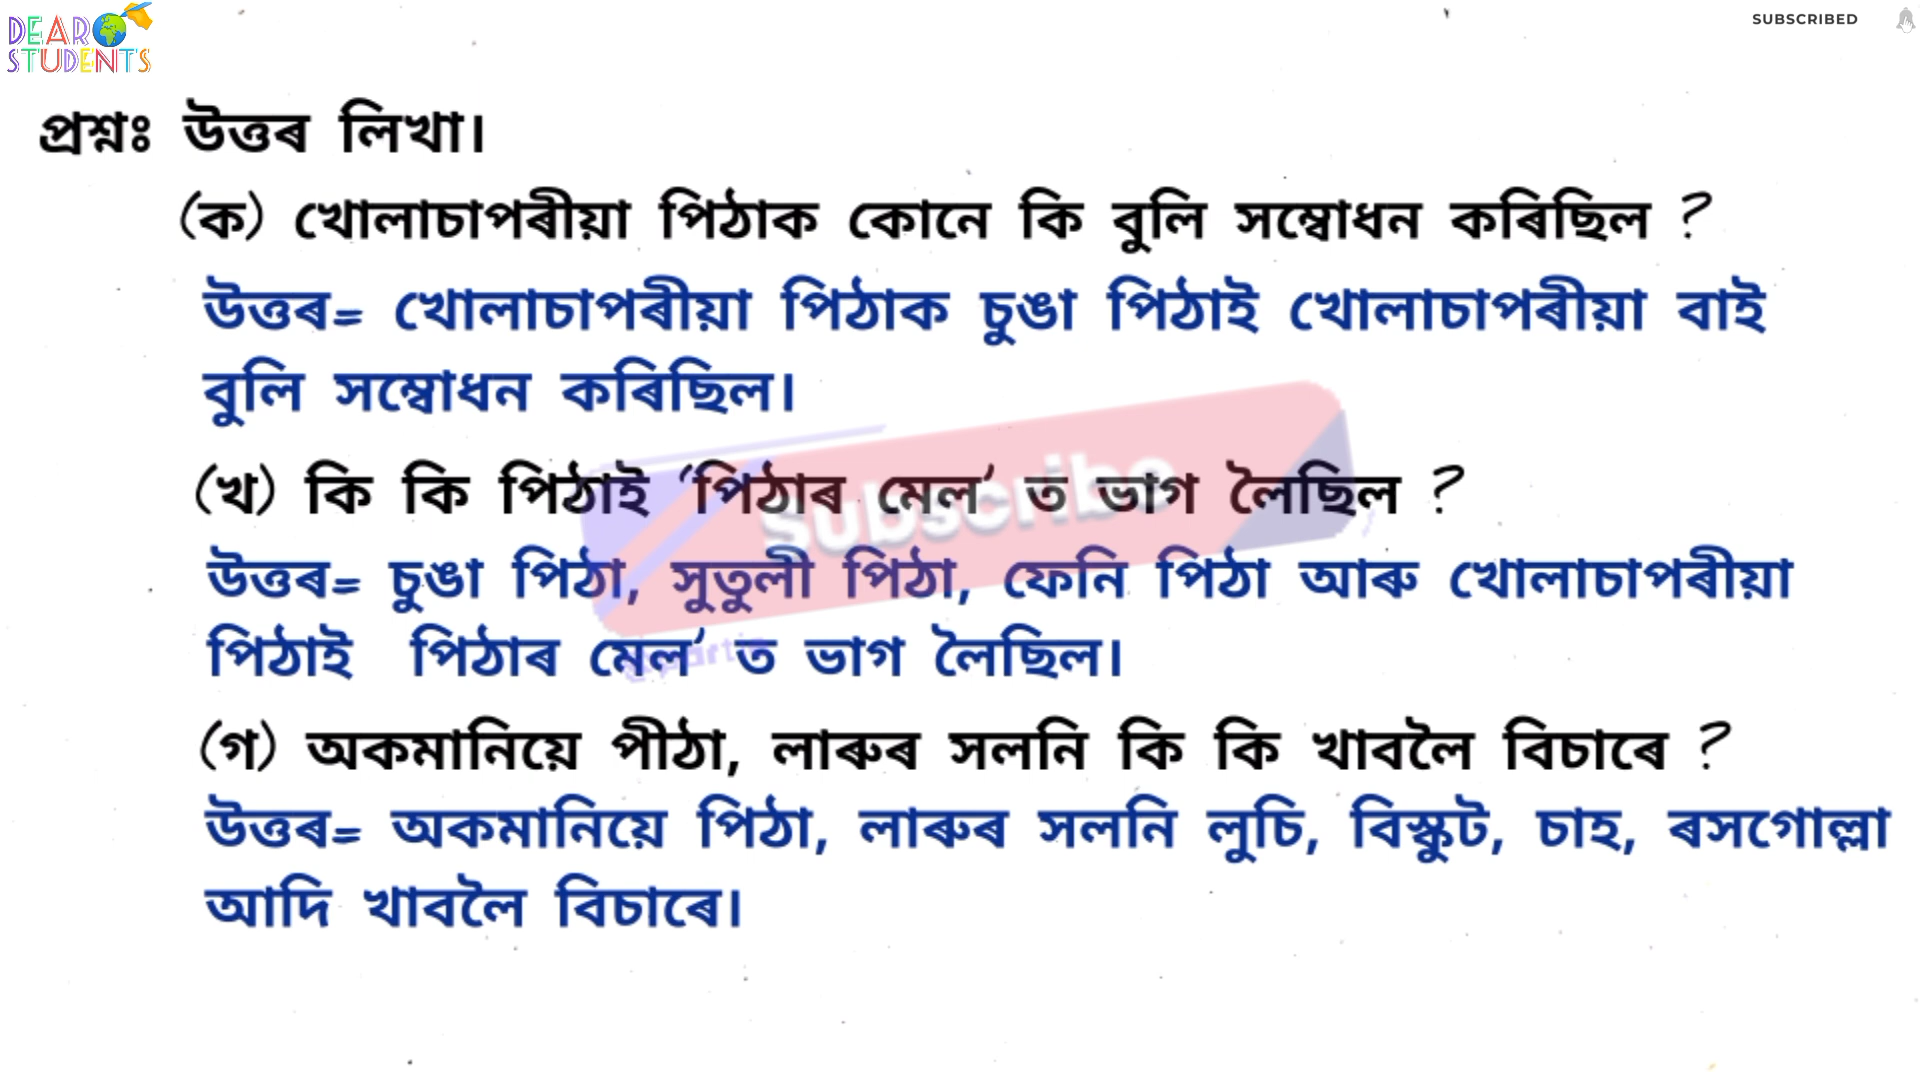 DEAR STUDENTS
SUBSCRIBED
প্ৰশ্নঃ উত্তৰ লিখা।
(ক) খোলাচাপৰীয়া পিঠাক কোনে কি বুলি সম্বোধন কৰিছিল ?
উত্তৰ= খোলাচাপৰীয়া পিঠাক চুঙা পিঠাই খোলাচাপৰীয়া বাই
বুলি সম্বোধন কৰিছিল।
(খ) কি কি পিঠাই ‘পিঠাৰ মেল’ ত ভাগ লৈছিল ?
Subscribe
উত্তৰ= চুঙা পিঠা, সুতুলী পিঠা, ফেনি পিঠা আৰু খোলাচাপৰীয়া
পিঠাই পিঠাৰ মেল’ ত ভাগ লৈছিল।
(গ) অকমানিয়ে পীঠা, লাৰুৰ সলনি কি কি খাবলৈ বিচাৰে ?
উত্তৰ= অকমানিয়ে পিঠা, লাৰুৰ সলনি লুচি, বিস্কুট, চাহ, ৰসগোল্লা
আদি খাবলৈ বিচাৰে।